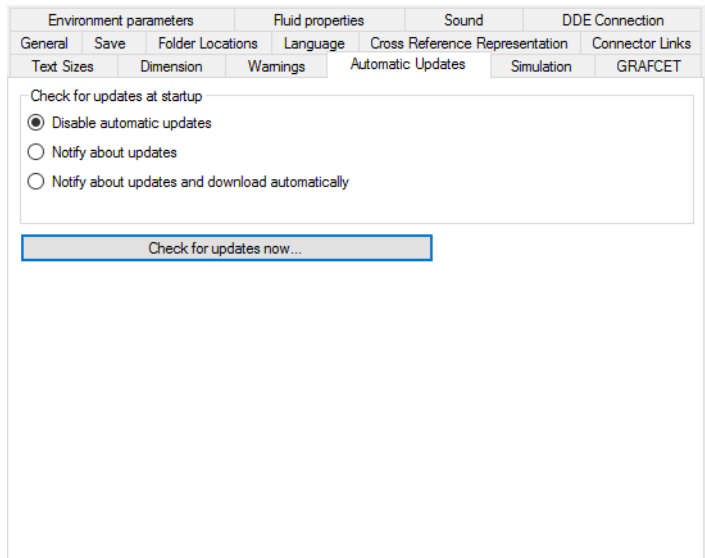 Environment parameters Fluid properties Sound DDE Connection
General Save Folder Locations Language Cross Reference Representation Connector Links
Text Sizes Dimension Warnings Automatic Updates Simulation GRAFCET
Check for updates at startup
Disable automatic updates
Notify about updates
Notify about updates and download automatically
Check for updates now...